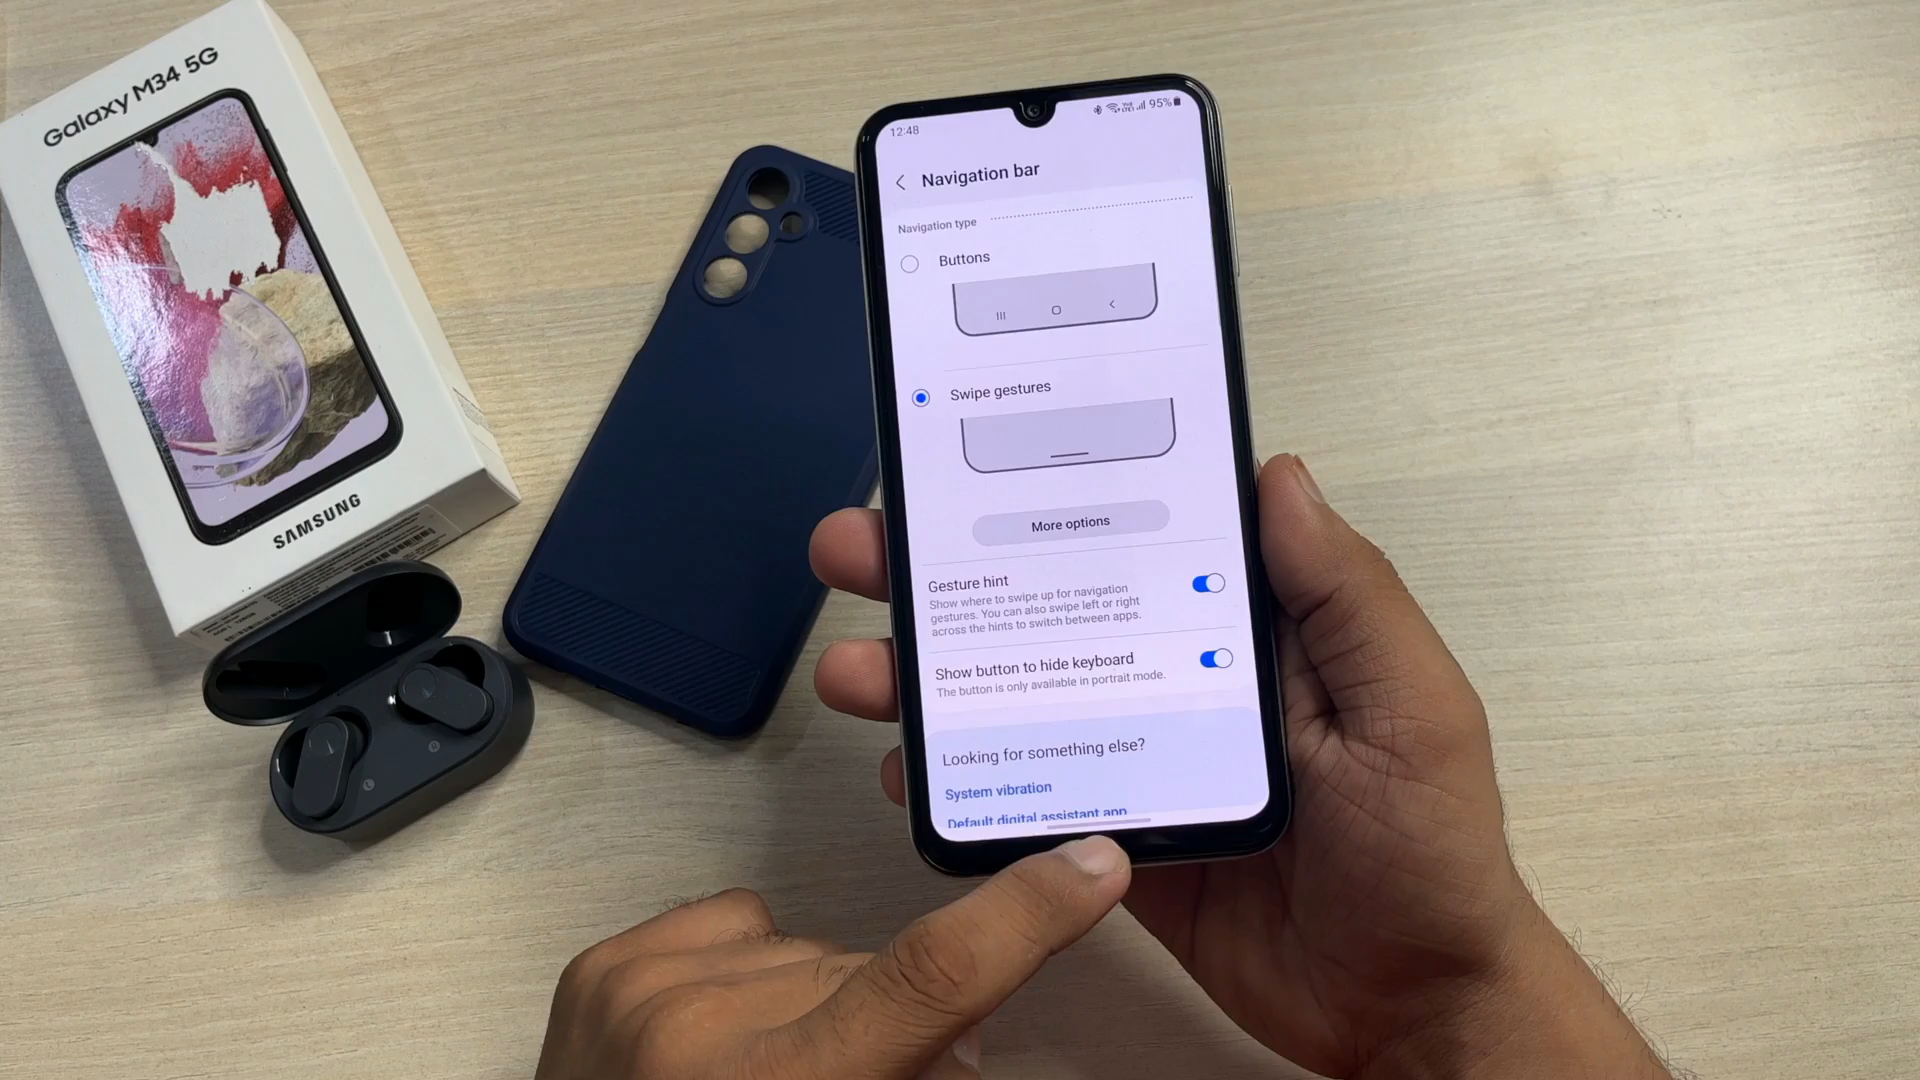 Galaxy M34 5G
SAMSUNG
12:48
95%
Navigation bar
Navigation type
Buttons
Swipe gestures
More options
Gesture hint
Show where to swipe up for navigation
gestures. You can also swipe left or right
across the hints to switch between apps.
Show button to hide keyboard
The button is only available in portrait mode.
Looking for something else?
System vibration
Default digital assistant app
R
L